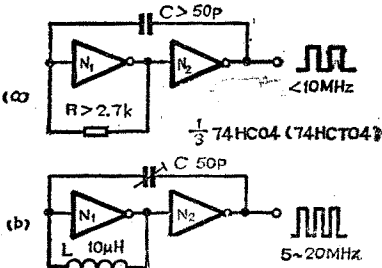 C>50p
(a)
N1
N2
R>2.7k
<10MHz
1/3 74HC04 (74HCT04)
C 50p
(b)
N1
N2
L 10μH
5~20MHz